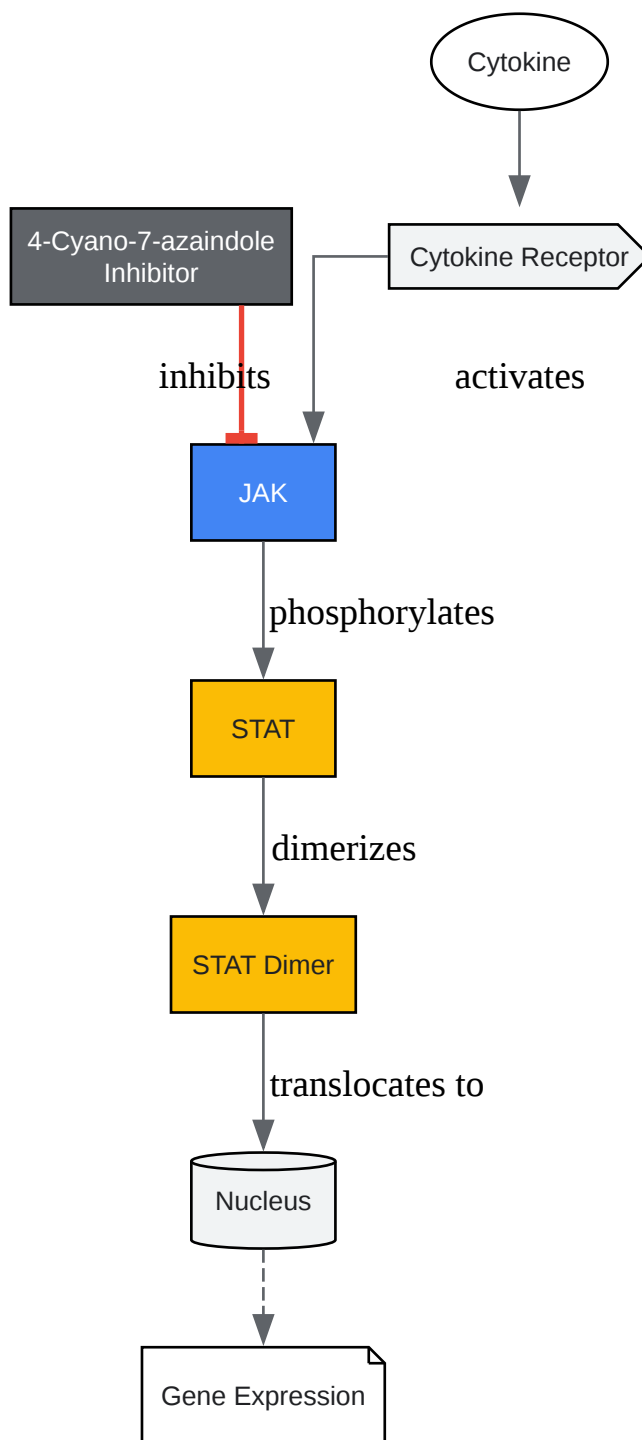 Cytokine
4-Cyano-7-azaindole
Inhibitor
Cytokine Receptor
inhibits
activates
JAK
phosphorylates
STAT
dimerizes
STAT Dimer
translocates to
Nucleus
Gene Expression